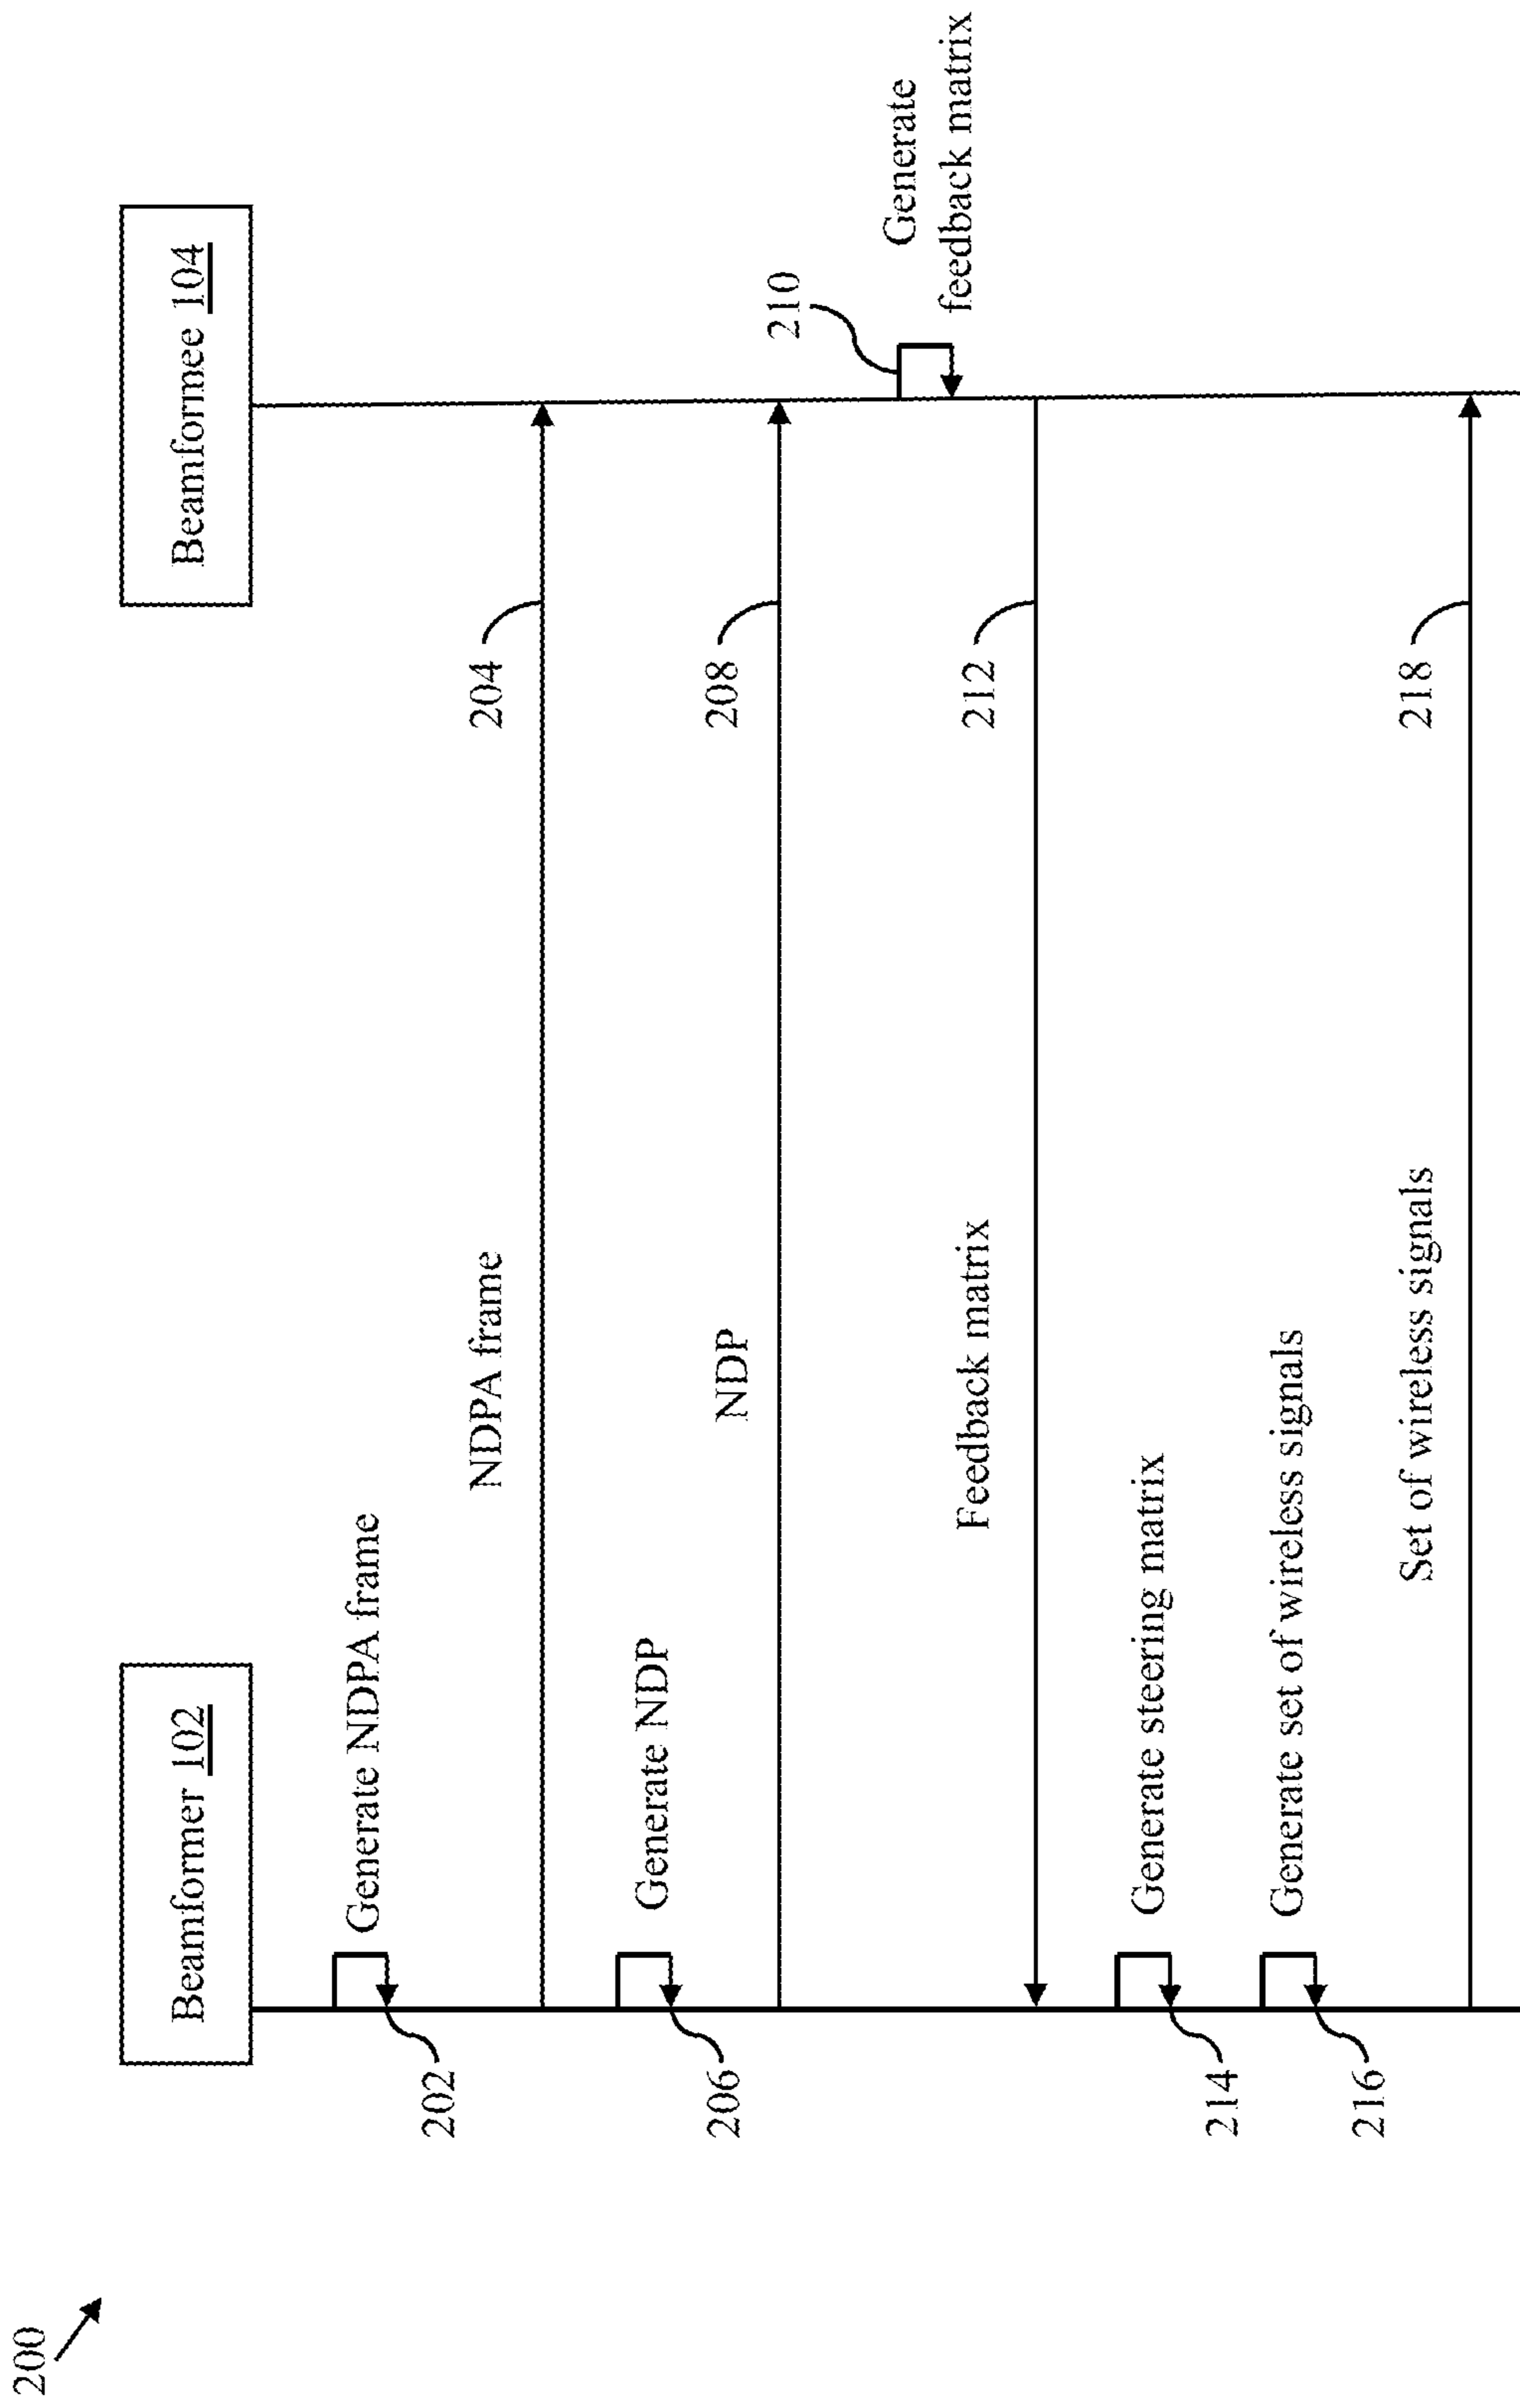 200
Beamformer 102
Beamformee 104
Generate NDPA frame
202
NDPA frame
204
Generate NDP
206
NDP
208
210
Generate
feedback matrix
Feedback matrix
212
Generate steering matrix
214
Generate set of wireless signals
216
Set of wireless signals
218